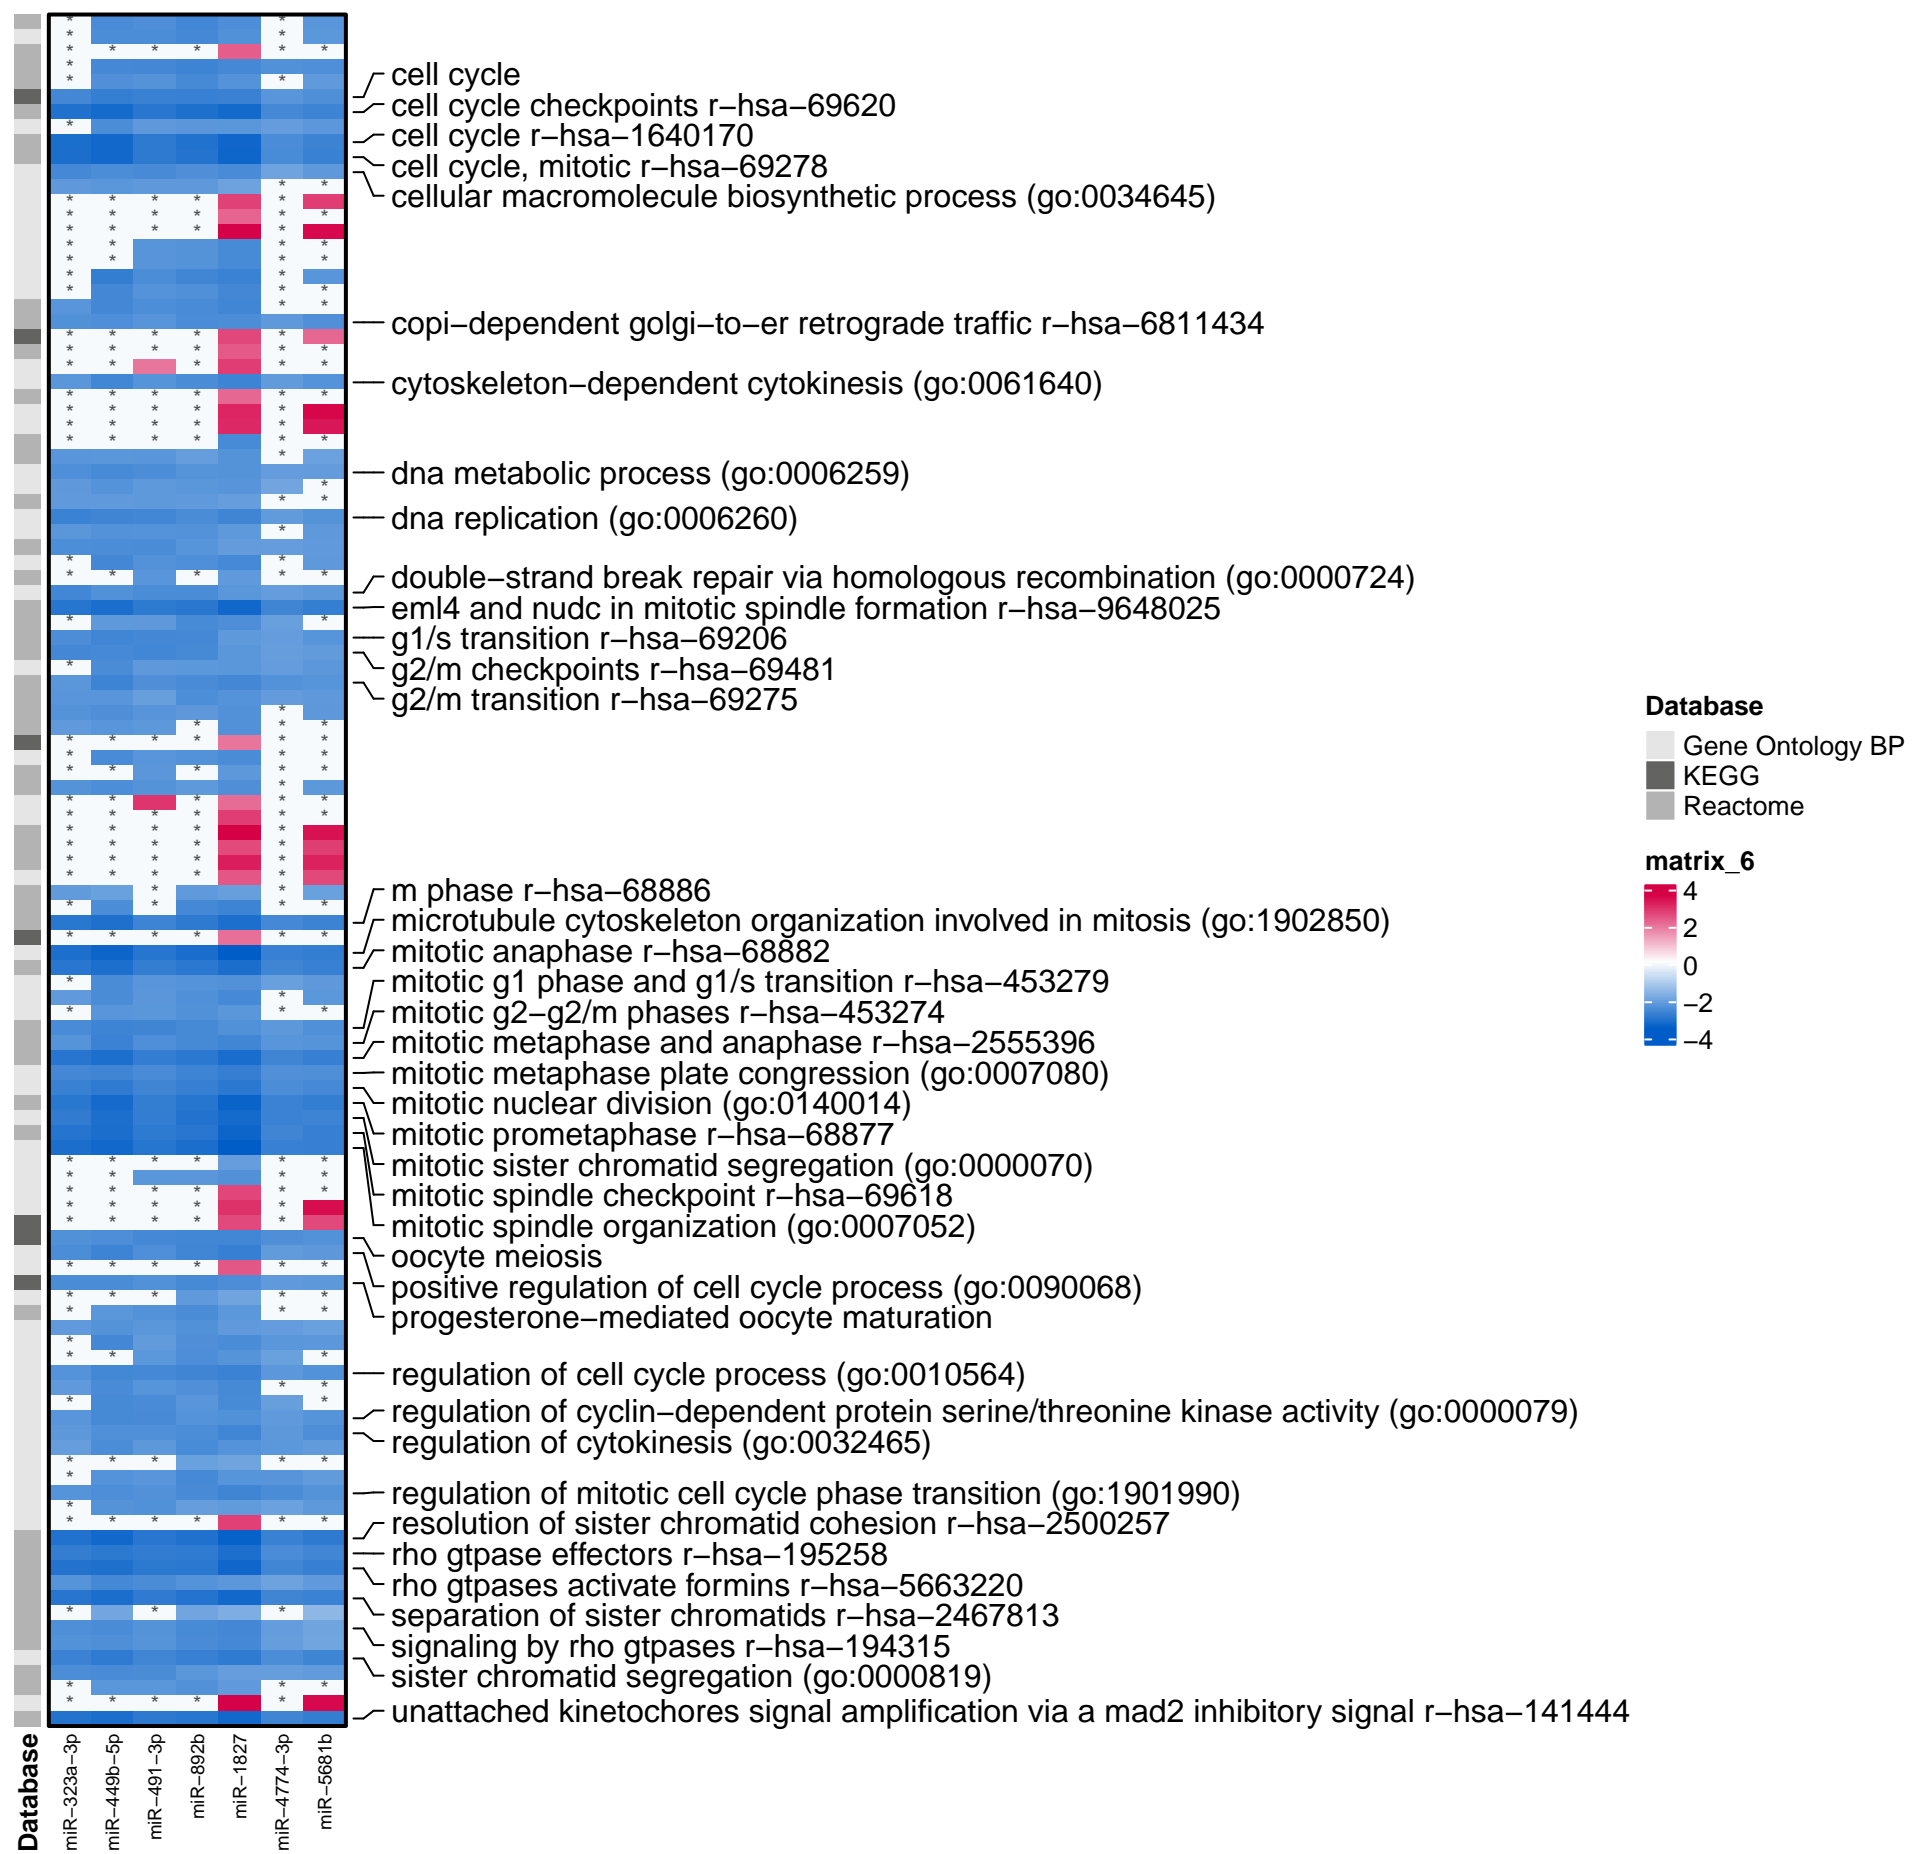 cell cycle
cell cycle checkpoints r−hsa−69620
cell cycle r−hsa−1640170
cell cycle, mitotic r−hsa−69278
cellular macromolecule biosynthetic process (go:0034645)
copi−dependent golgi−to−er retrograde traffic r−hsa−6811434
cytoskeleton−dependent cytokinesis (go:0061640)
dna metabolic process (go:0006259)
dna replication (go:0006260)
double−strand break repair via homologous recombination (go:0000724)
eml4 and nudc in mitotic spindle formation r−hsa−9648025
g1/s transition r−hsa−69206
g2/m checkpoints r−hsa−69481
g2/m transition r−hsa−69275
m phase r−hsa−68886
microtubule cytoskeleton organization involved in mitosis (go:1902850)
mitotic anaphase r−hsa−68882
mitotic g1 phase and g1/s transition r−hsa−453279
mitotic g2−g2/m phases r−hsa−453274
mitotic metaphase and anaphase r−hsa−2555396
mitotic metaphase plate congression (go:0007080)
mitotic nuclear division (go:0140014)
mitotic prometaphase r−hsa−68877
mitotic sister chromatid segregation (go:0000070)
mitotic spindle checkpoint r−hsa−69618
mitotic spindle organization (go:0007052)
oocyte meiosis
positive regulation of cell cycle process (go:0090068)
progesterone−mediated oocyte maturation
regulation of cell cycle process (go:0010564)
regulation of cyclin−dependent protein serine/threonine kinase activity (go:0000079)
regulation of cytokinesis (go:0032465)
regulation of mitotic cell cycle phase transition (go:1901990)
resolution of sister chromatid cohesion r−hsa−2500257
rho gtpase effectors r−hsa−195258
rho gtpases activate formins r−hsa−5663220
separation of sister chromatids r−hsa−2467813
signaling by rho gtpases r−hsa−194315
sister chromatid segregation (go:0000819)
unattached kinetochores signal amplification via a mad2 inhibitory signal r−hsa−141444
Database
miR−323a−3p
miR−449b−5p
miR−491−3p
miR−892b
miR−1827
miR−4774−3p
miR−5681b
Database
Gene Ontology BP
KEGG
Reactome
matrix_6
4
2
0
−2
−4